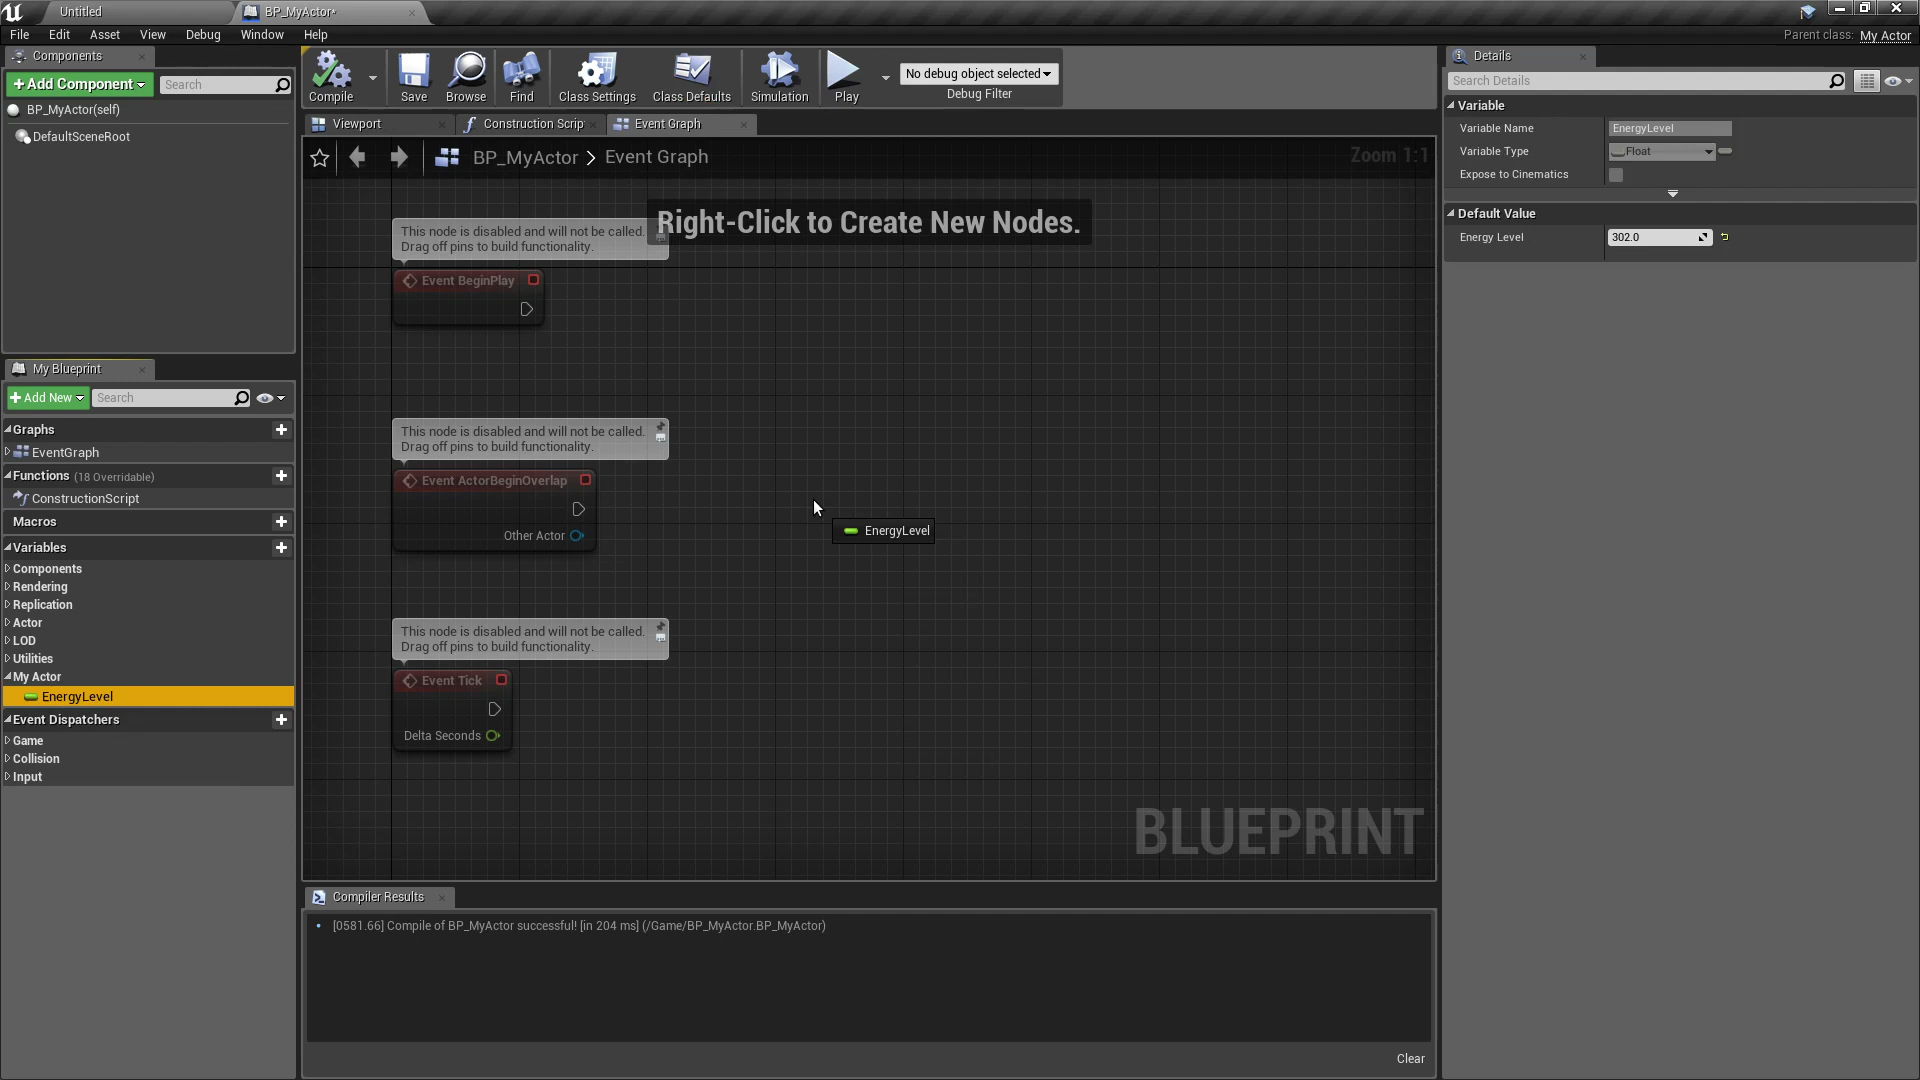 Untitled
BP_MyActor*
File Edit Asset View Debug Window Help
Parent class: My Actor
Components
+ Add Component
Search
BP_MyActor(self)
DefaultSceneRoot
My Blueprint
+ Add New
Search
Graphs
EventGraph
Functions (18 Overridable)
ConstructionScript
Macros
Variables
Components
Rendering
Replication
Actor
LOD
Utilities
My Actor
EnergyLevel
Event Dispatchers
Game
Collision
Input
Compile
Save
Browse
Find
Class Settings
Class Defaults
Simulation
Play
No debug object selected
Debug Filter
Viewport
Construction Scrip
Event Graph
BP_MyActor > Event Graph
Zoom 1:1
Right-Click to Create New Nodes.
This node is disabled and will not be called.
Drag off pins to build functionality.
Event BeginPlay
This node is disabled and will not be called.
Drag off pins to build functionality.
Event ActorBeginOverlap
Other Actor
EnergyLevel
This node is disabled and will not be called.
Drag off pins to build functionality.
Event Tick
Delta Seconds
BLUEPRINT
Compiler Results
[0581.66] Compile of BP_MyActor successful! [in 204 ms] (/Game/BP_MyActor.BP_MyActor)
Clear
Details
Search Details
Variable
Variable Name EnergyLevel
Variable Type Float
Expose to Cinematics
Default Value
Energy Level 302.0